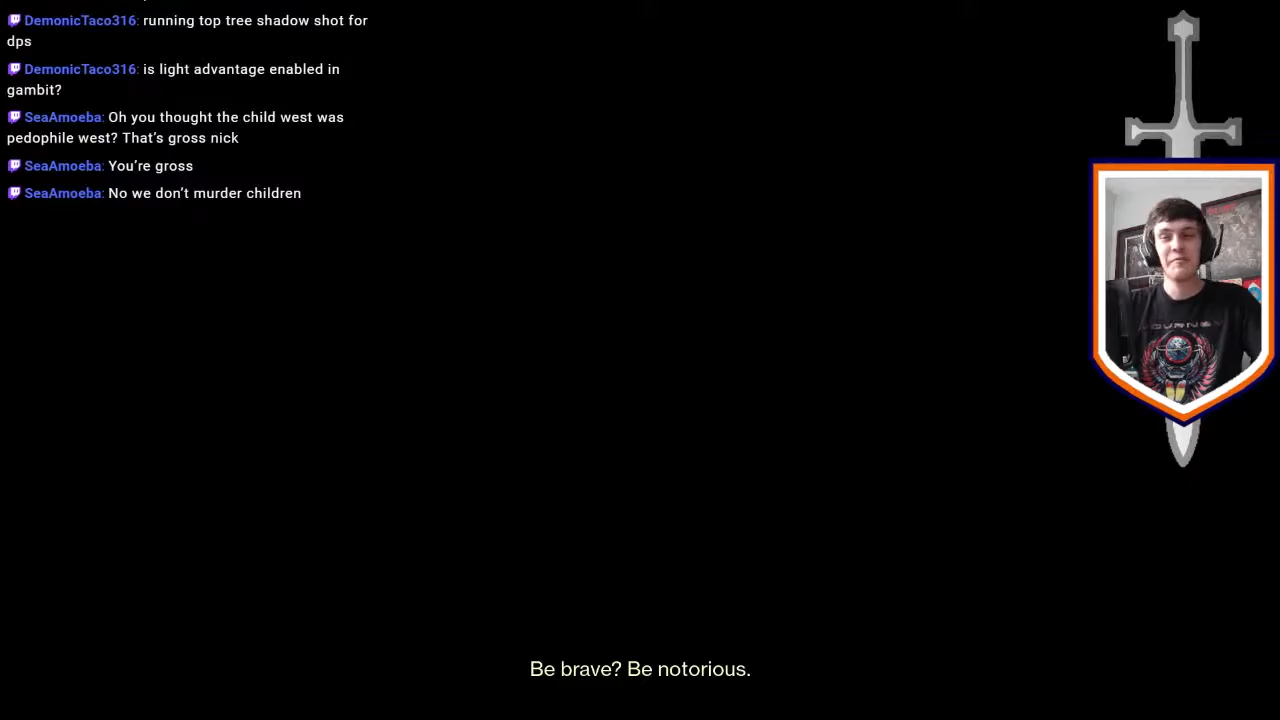 DemonicTaco316: running top tree shadow shot for
dps
DemonicTaco316: is light advantage enabled in
gambit?
SeaAmoeba: Oh you thought the child west was
pedophile west? That's gross nick
SeaAmoeba: You're gross
SeaAmoeba: No we don't murder children
JOURNEY
Be brave? Be notorious.